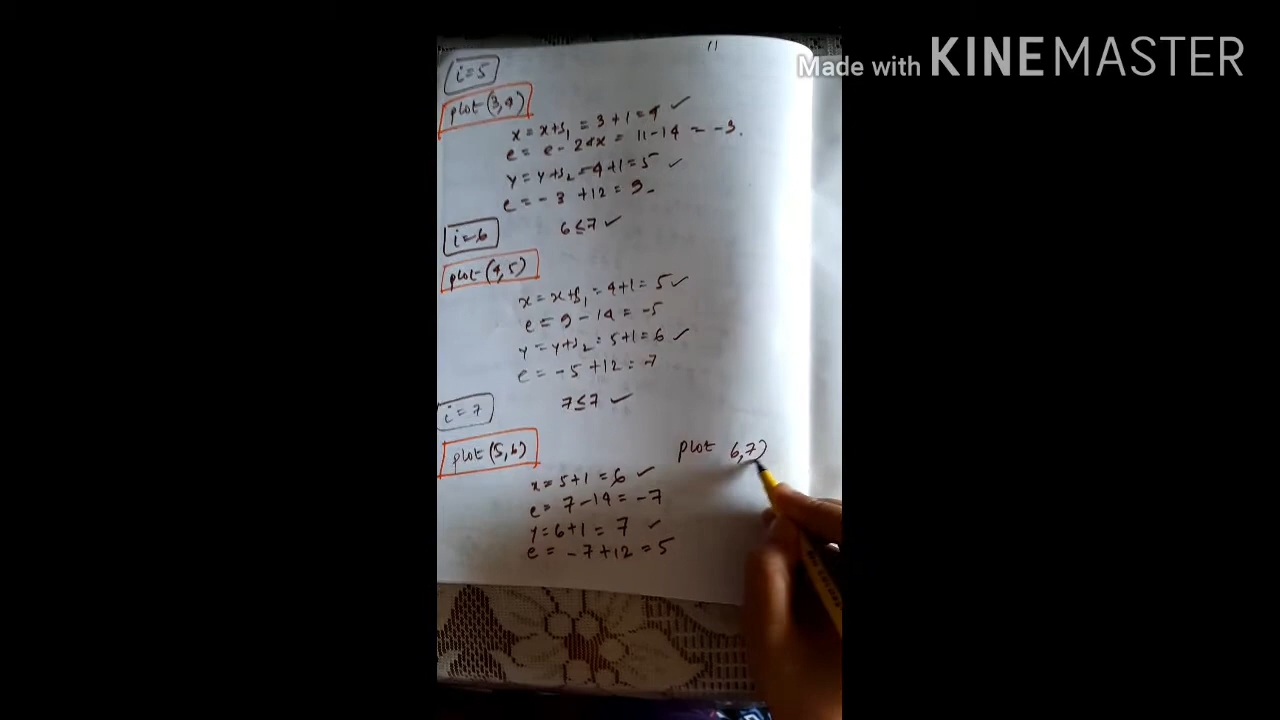 11
Made with KINEMASTER
i=5
plot (3,4)
x = x+s1 = 3+1=4 ✓
e = e - 2Δx = 11-14 = -3.
y = y+s2 = 4+1=5 ✓
e = -3 +12 = 9
6≤7 ✓
i=6
plot (4,5)
x = x+s1 = 4+1= 5 ✓
e = 9 - 14 = -5
y = y+s2 = 5+1=6 ✓
e = -5+12 = 7
7≤7 ✓
i=7
plot (5,6)
plot 6,7)
x = 5+1 = 6 ✓
e = 7-14 = -7
y = 6+1 = 7 ✓
e = -7+12 = 5